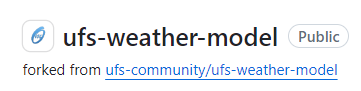 ufs-weather-model Public
forked from ufs-community/ufs-weather-model